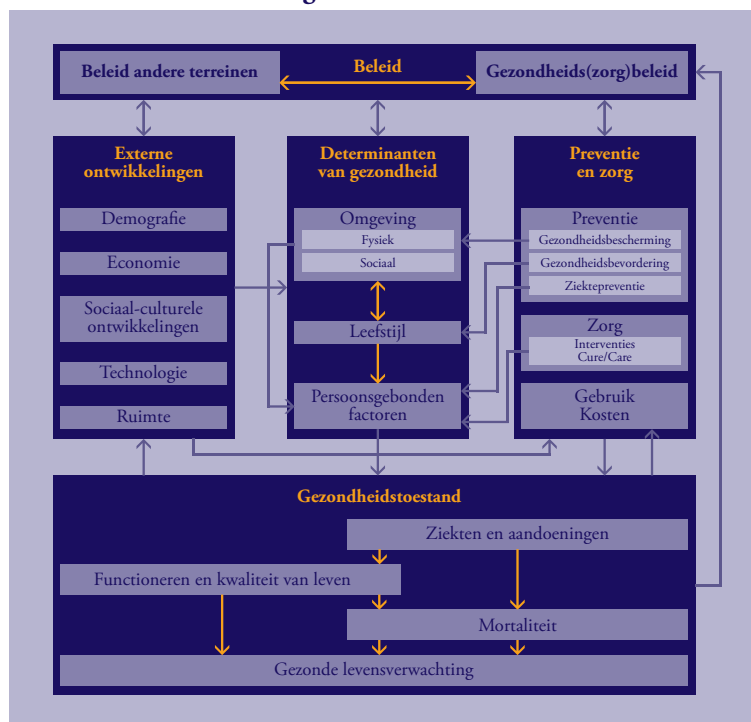 Beleid andere terreinen
Beleid
Gezondheids(zorg)beleid
Externe
ontwikkelingen
Demografie
Economie
Sociaal-culturele
ontwikkelingen
Technologie
Ruimte
Determinanten
van gezondheid
Omgeving
Fysiek
Sociaal
Leefstijl
Persoonsgebonden
factoren
Preventie
en zorg
Preventie
Gezondheidsbescherming
Gezondheidsbevordering
Ziektepreventie
Zorg
Interventies
Cure/Care
Gebruik
Kosten
Gezondheidstoestand
Ziekten en aandoeningen
Functioneren en kwaliteit van leven
Mortaliteit
Gezonde levensverwachting